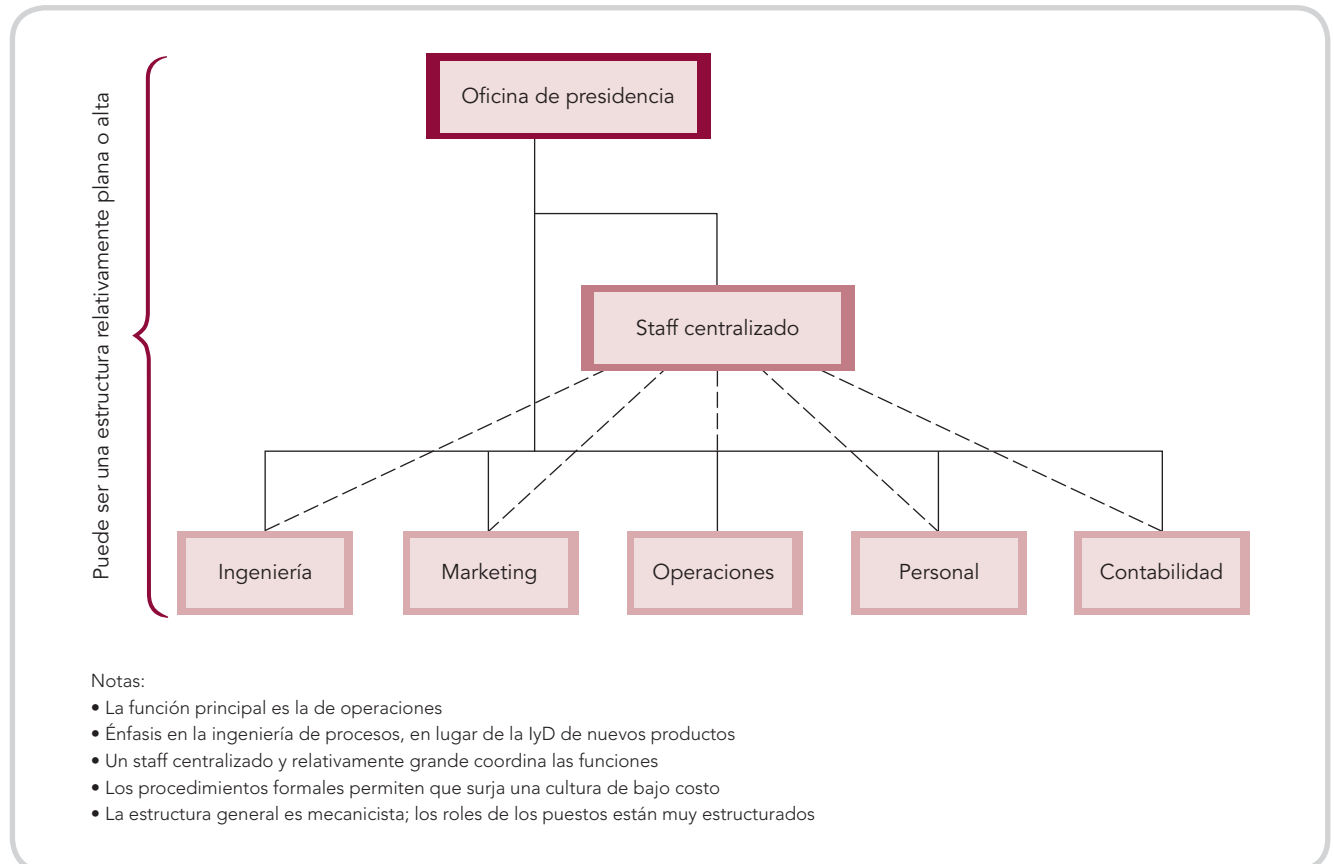 Puede ser una estructura relativamente plana o alta
Oficina de presidencia
Staff centralizado
Ingeniería
Marketing
Operaciones
Personal
Contabilidad
Notas:
• La función principal es la de operaciones
• Énfasis en la ingeniería de procesos, en lugar de la IyD de nuevos productos
• Un staff centralizado y relativamente grande coordina las funciones
• Los procedimientos formales permiten que surja una cultura de bajo costo
• La estructura general es mecanicista; los roles de los puestos están muy estructurados